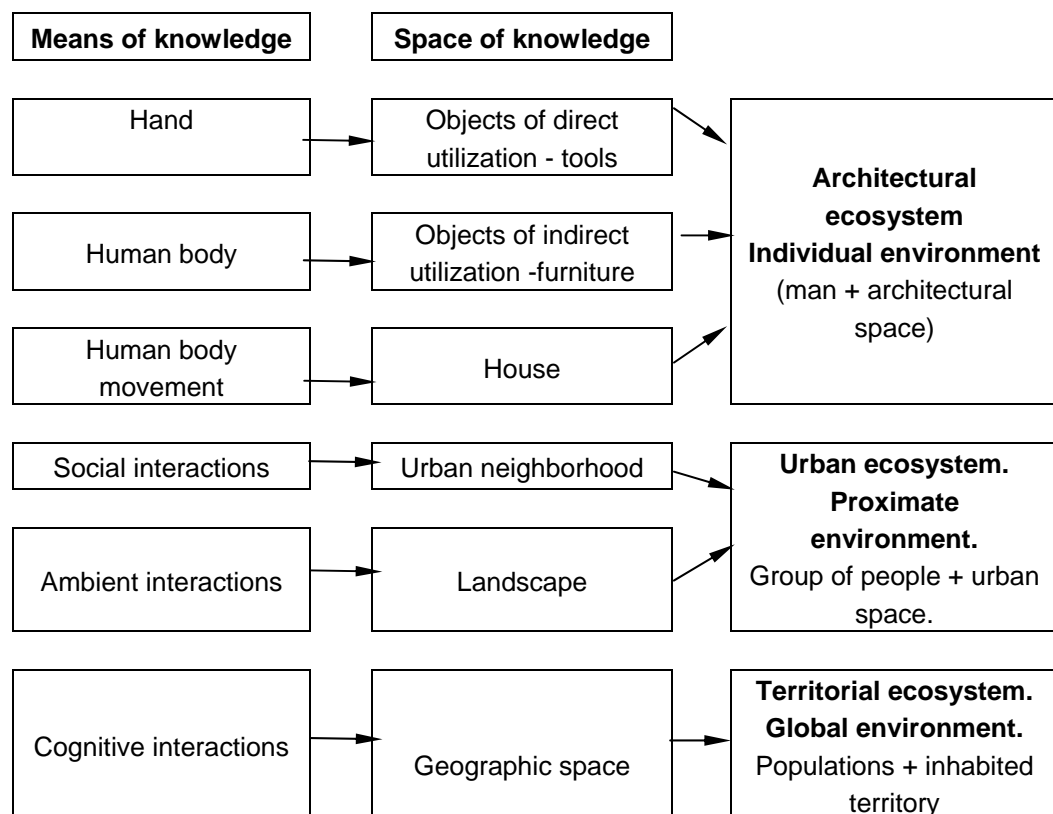 Means of knowledge
Space of knowledge
Hand
Objects of direct
utilization - tools
Architectural
ecosystem
Individual environment
(man + architectural
space)
Human body
Objects of indirect
utilization -furniture
Human body
movement
House
Social interactions
Urban neighborhood
Urban ecosystem.
Proximate
environment.
Group of people + urban
space.
Ambient interactions
Landscape
Cognitive interactions
Geographic space
Territorial ecosystem.
Global environment.
Populations + inhabited
territory